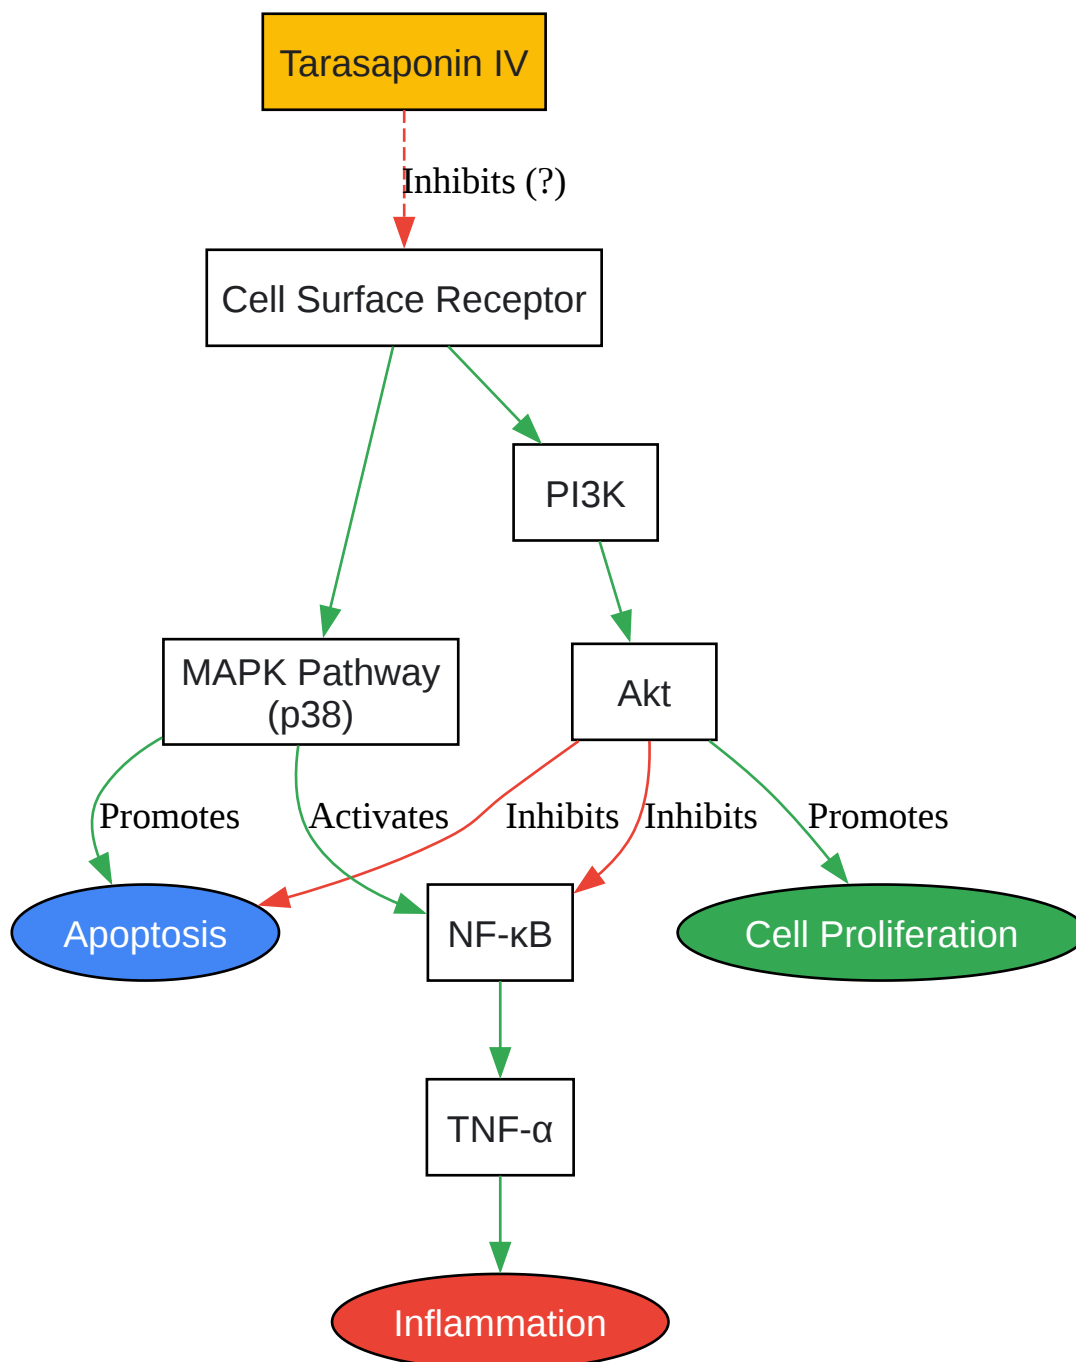 Tarasaponin IV
Inhibits (?)
Cell Surface Receptor
PI3K
MAPK Pathway
(p38)
Akt
Promotes
Activates
Inhibits
Inhibits
Promotes
Apoptosis
NF-κB
Cell Proliferation
TNF-α
Inflammation